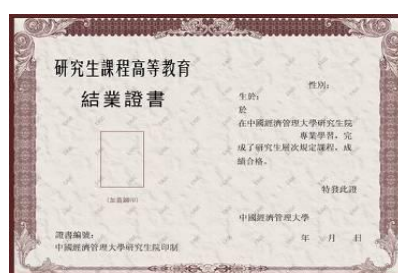 研究生課程高等教育
結業證書
(加蓋鋼印)
證書編號:
中國經濟管理大學研究生院印制
性別:
生於:
於
在中國經濟管理大學研究生院
專業學習,完
成了研究生層次規定課程,成
績合格。
特發此證
中國經濟管理大學
年 月 日